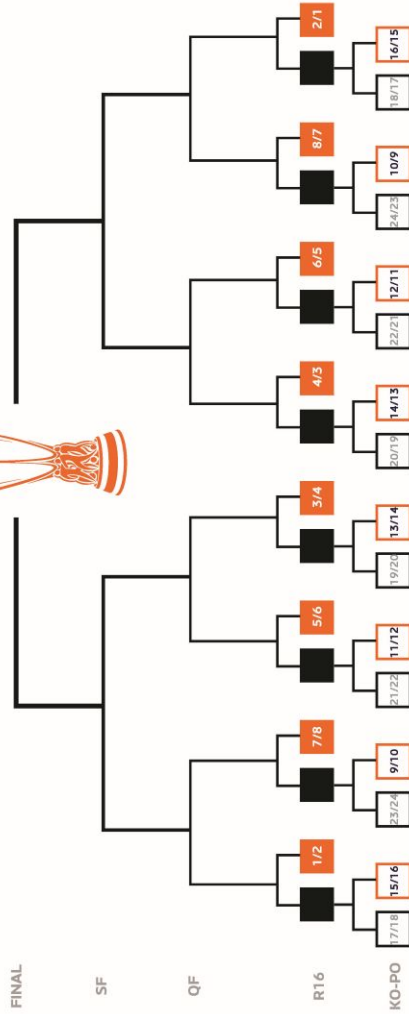 FINAL
SF
QF
R16 1/2 7/8 5/6 3/4 4/3 6/5 8/7 2/1
KO-PO 17/18 15/16 23/24 9/10 21/22 11/12 19/20 13/14 20/19 14/13 22/21 12/11 24/23 10/9 18/17 16/15